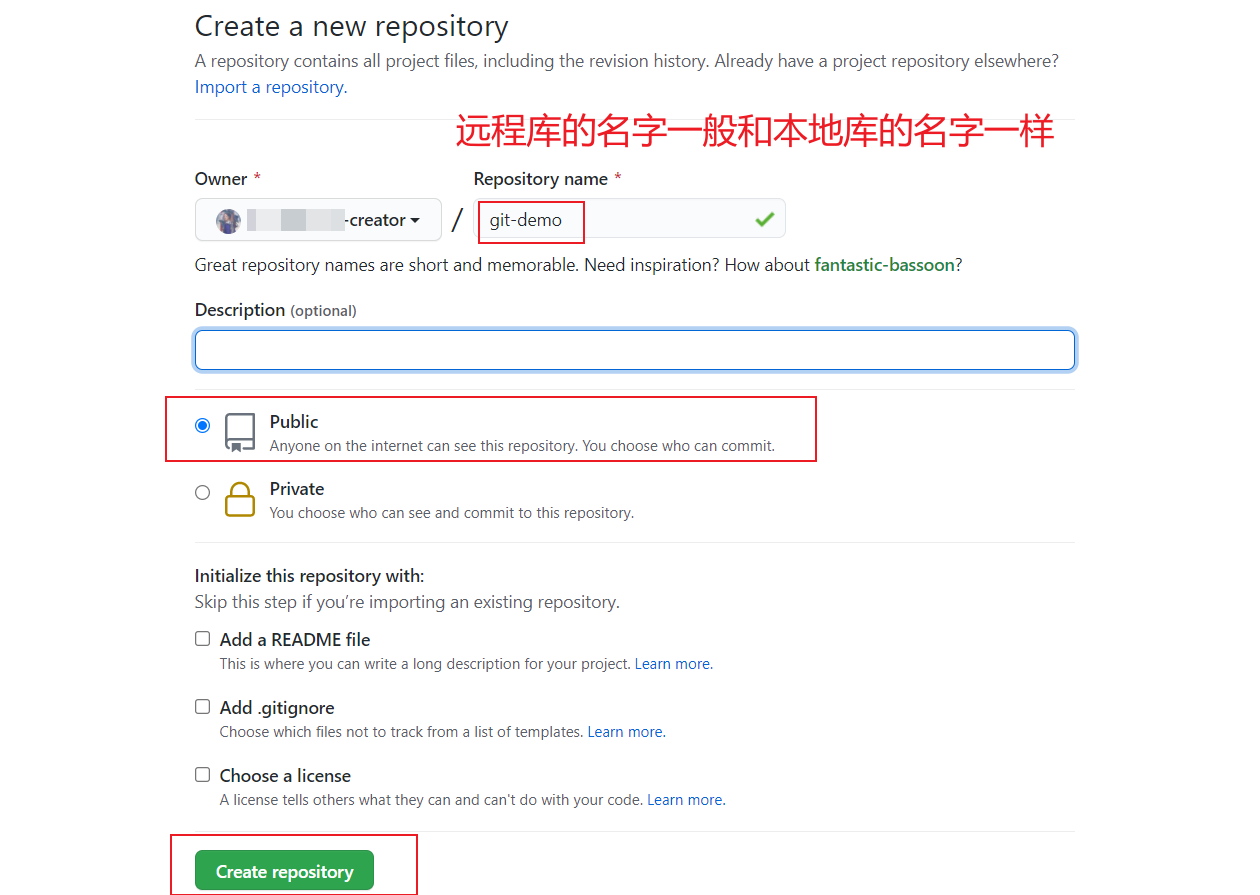 Create a new repository
A repository contains all project files, including the revision history. Already have a project repository elsewhere?
Import a repository.
远程库的名字一般和本地库的名字一样
Owner *
Repository name *
-creator
/
git-demo
Great repository names are short and memorable. Need inspiration? How about fantastic-bassoon?
Description (optional)
Public
Anyone on the internet can see this repository. You choose who can commit.
Private
You choose who can see and commit to this repository.
Initialize this repository with:
Skip this step if you’re importing an existing repository.
Add a README file
This is where you can write a long description for your project. Learn more.
Add .gitignore
Choose which files not to track from a list of templates. Learn more.
Choose a license
A license tells others what they can and can't do with your code. Learn more.
Create repository